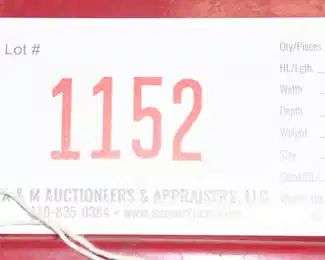 Lot #
1152
& M AUCTIONEERS & APPRAISERS, LLC
Qty/Pieces
Ht./Lgth.
Width
Depth
Weight
Size